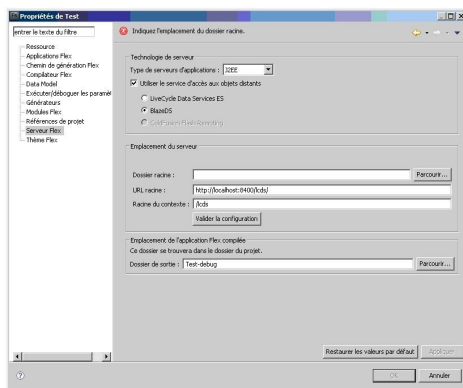 Propriétés de Test
entrer le texte du filtre
Indiquez l'emplacement du dossier racine.
Ressource
Applications Flex
Chemin de génération Flex
Compilateur Flex
Data Model
Exécuter/déboguer les paramèt
Générateurs
Modules Flex
Références de projet
Serveur Flex
Thème Flex
Technologie de serveur
Type de serveurs d'applications : J2EE
Utiliser le service d'accès aux objets distants
LiveCycle Data Services ES
BlazeDS
ColdFusion Flash Remoting
Emplacement du serveur
Dossier racine : Parcourir...
URL racine : http://localhost:8400/lcds/
Racine du contexte : /lcds
Valider la configuration
Emplacement de l'application Flex compilée
Ce dossier se trouvera dans le dossier du projet.
Dossier de sortie : Test-debug Parcourir...
Restaurer les valeurs par défaut Appliquer
OK Annuler